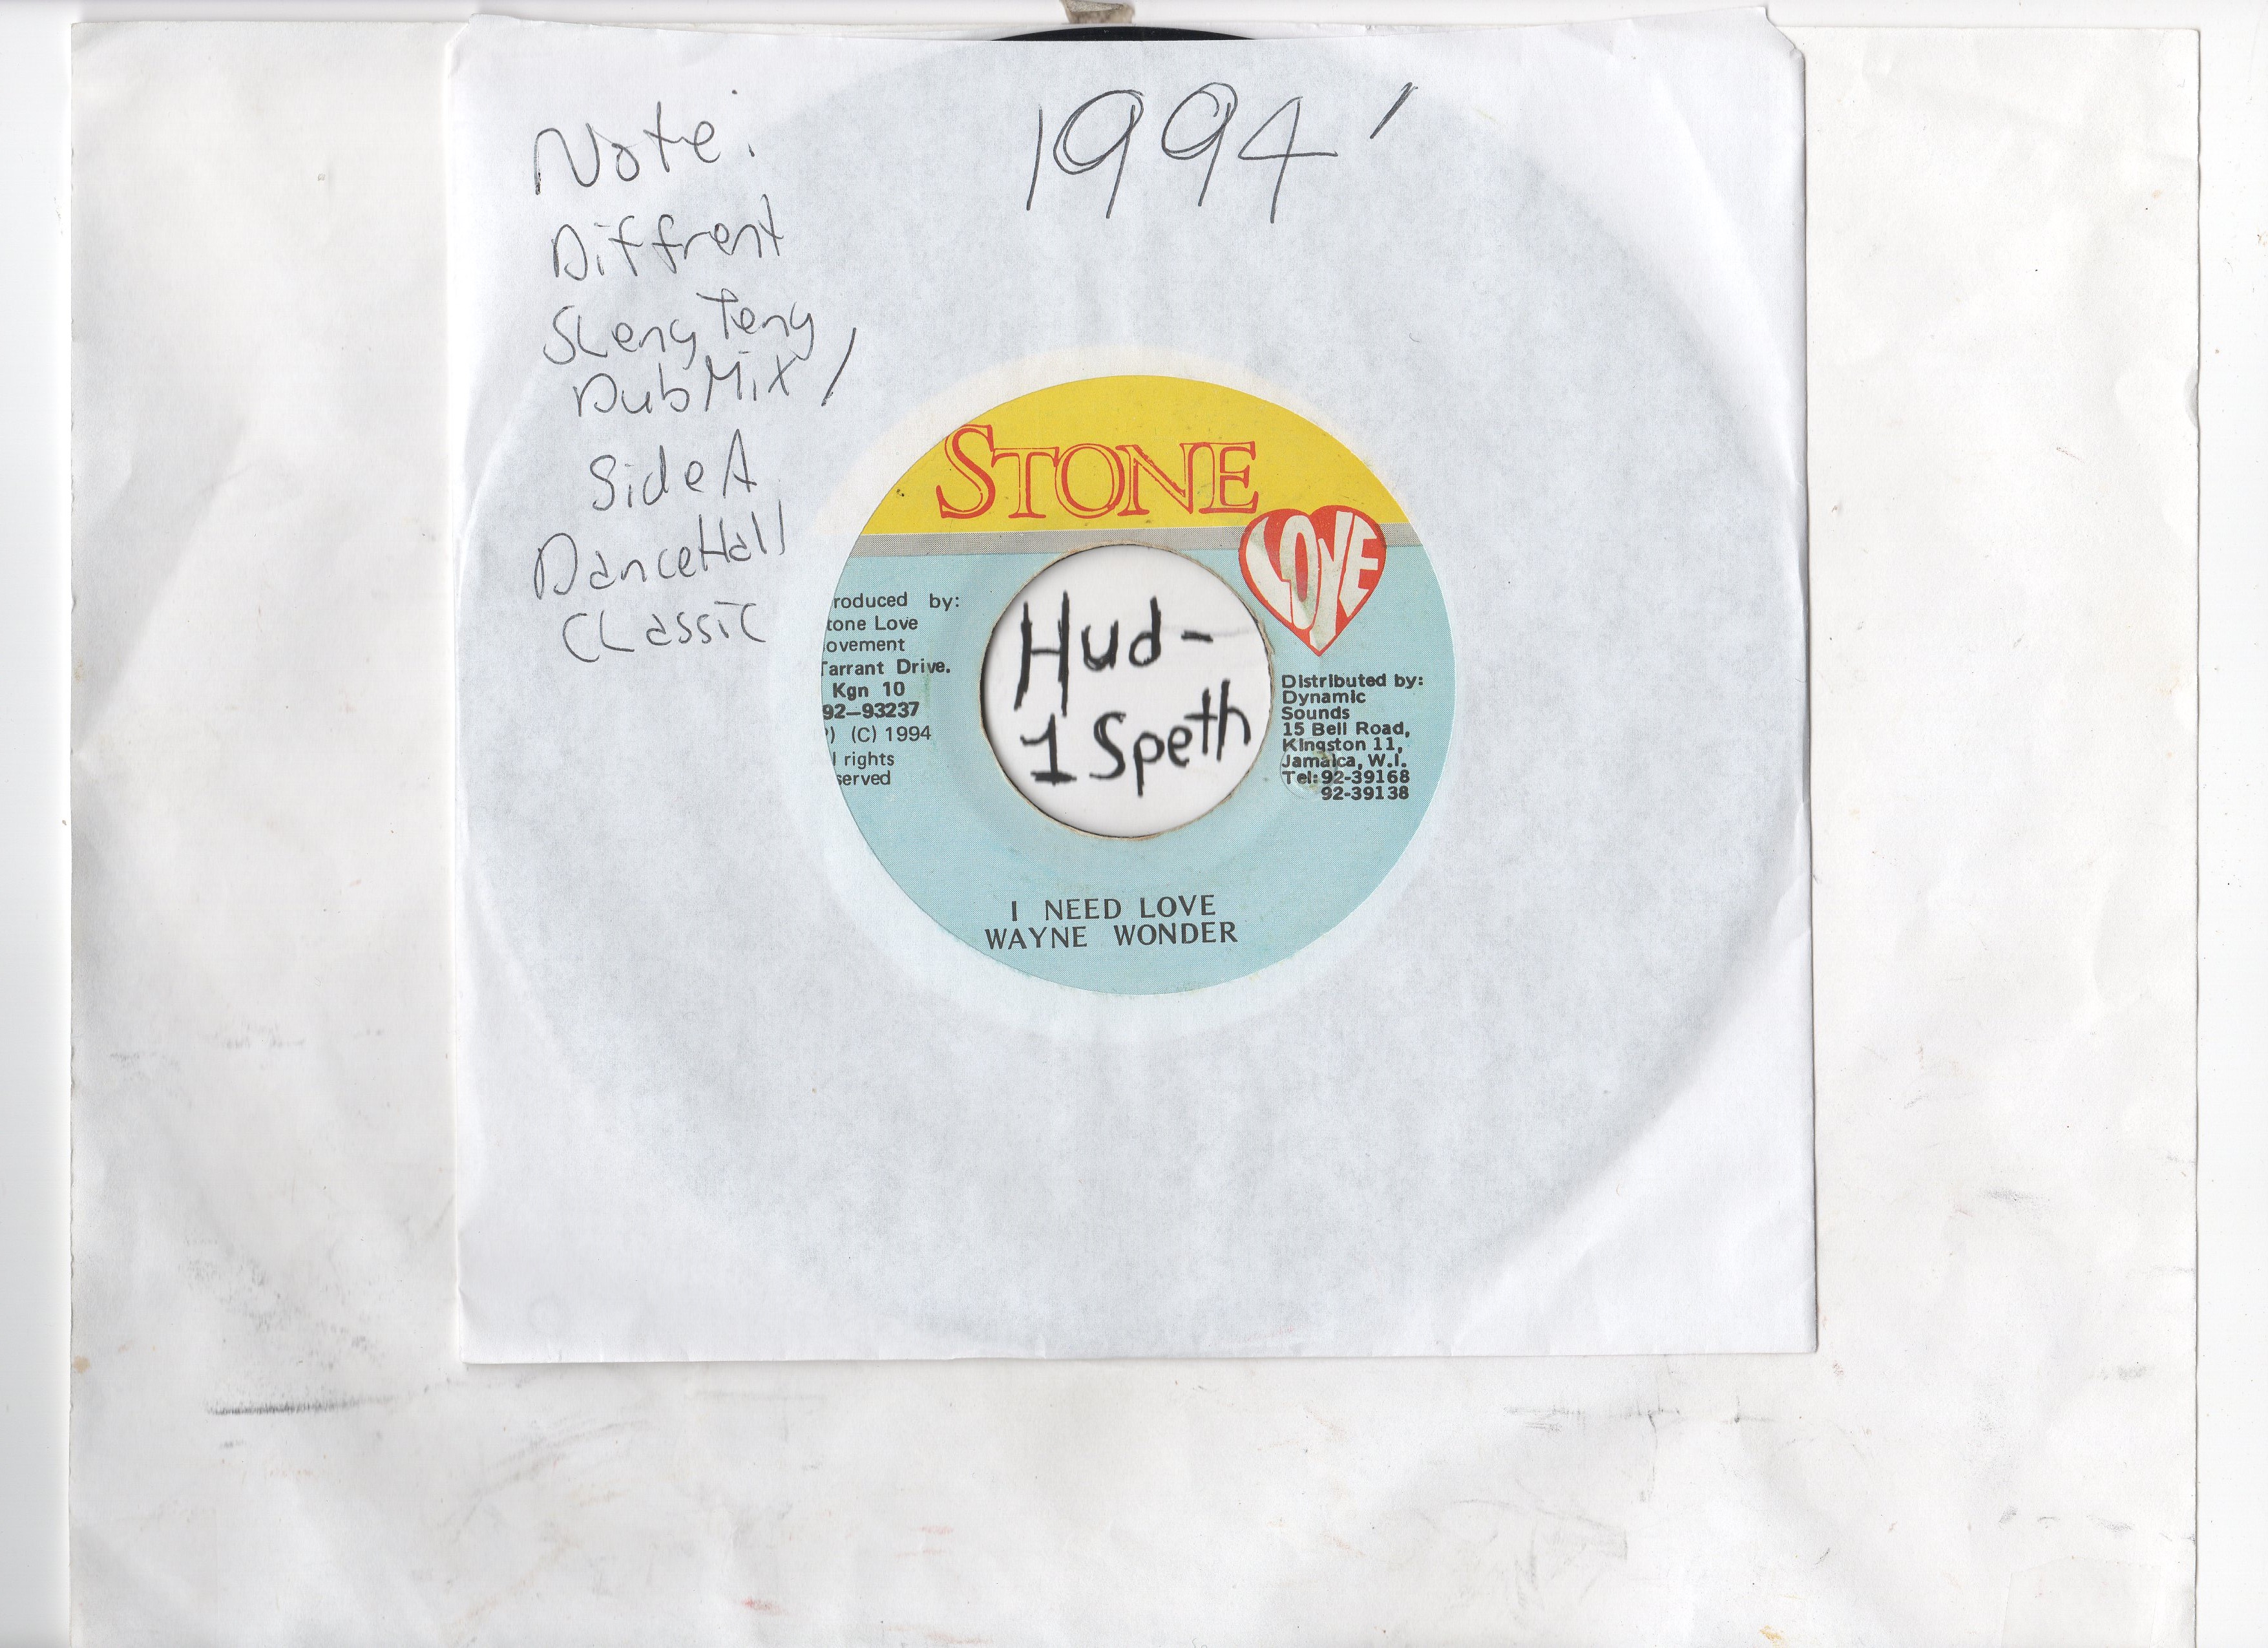 1994'
Note:
Diffrent
SLeng Teng
Dub Mix /
Side A
DanceHall
CLassic
STONE
LOVE
roduced by:
tone Love
ovement
Tarrant Drive.
Kgn 10
92-93237
) (C) 1994
l rights
served
Hud-
1 Speth
Distributed by:
Dynamic
Sounds
15 Bell Road,
Kingston 11,
Jamaica, W.I.
Tel: 92-39168
92-39138
I NEED LOVE
WAYNE WONDER